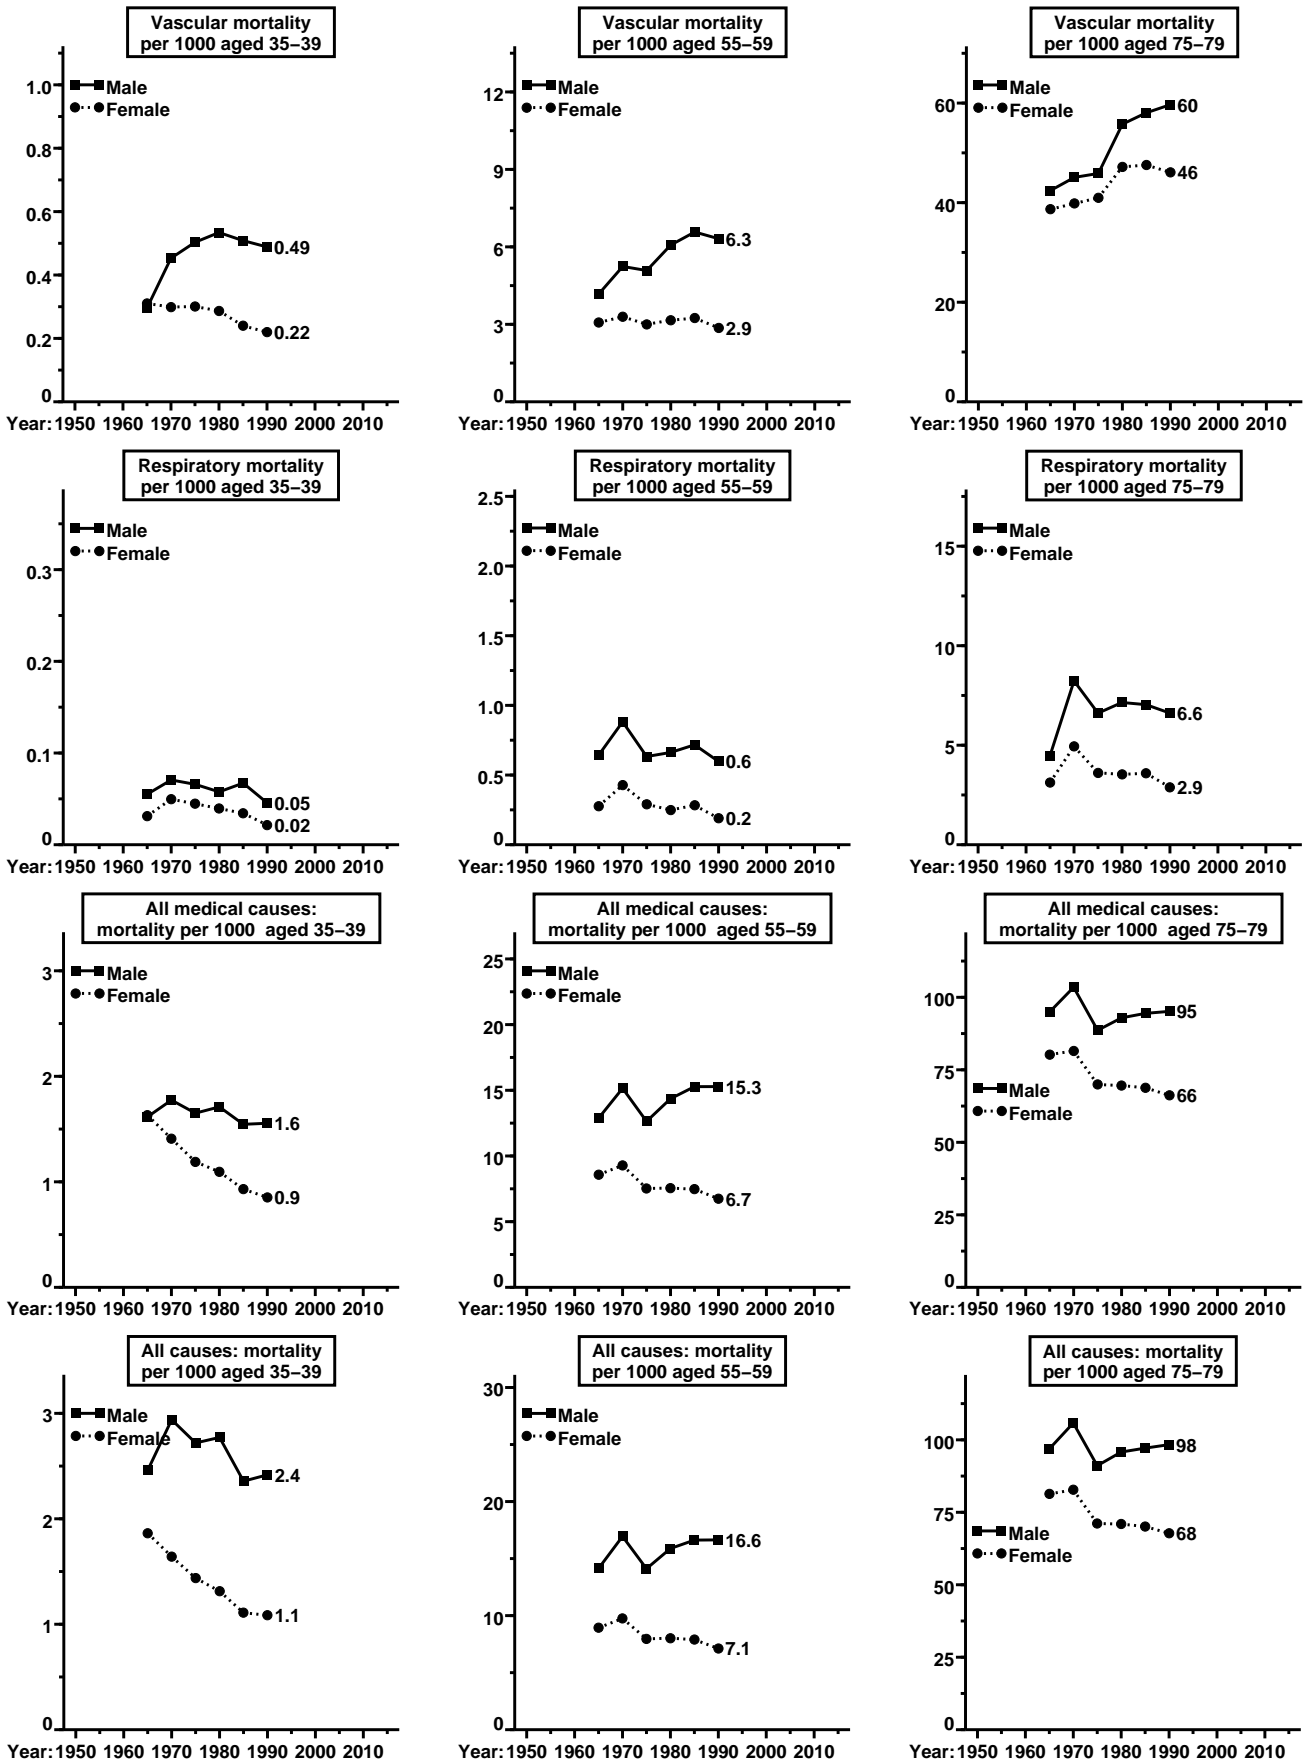 Vascular mortality
per 1000 aged 35–39
1.0
0.8
0.6
0.4
0.2
0
Male
Female
0.49
0.22
Year: 1950 1960 1970 1980 1990 2000 2010
Vascular mortality
per 1000 aged 55–59
12
9
6
3
0
Male
Female
6.3
2.9
1950 1960 1970 1980 1990 2000 2010
Year:
Vascular mortality
per 1000 aged 75–79
60
40
20
0
Male
Female
60
46
Year: 1950 1960 1970 1980 1990 2000 2010
Respiratory mortality
per 1000 aged 35–39
0.3
0.2
0.1
0
Male
Female
0.05
0.02
Year: 1950 1960 1970 1980 1990 2000 2010
Respiratory mortality
per 1000 aged 55–59
2.5
2.0
1.5
1.0
0.5
0
Male
Female
0.6
0.2
Year: 1950 1960 1970 1980 1990 2000 2010
Respiratory mortality
per 1000 aged 75–79
15
10
5
0
Male
Female
6.6
2.9
Year: 1950 1960 1970 1980 1990 2000 2010
All medical causes:
mortality per 1000 aged 35–39
3
2
1
0
Male
Female
1.6
0.9
Year: 1950 1960 1970 1980 1990 2000 2010
All medical causes:
mortality per 1000 aged 55–59
25
20
15
10
5
0
Male
Female
15.3
6.7
Year: 1950 1960 1970 1980 1990 2000 2010
All medical causes:
mortality per 1000 aged 75–79
100
75
50
25
0
Male
Female
95
66
Year: 1950 1960 1970 1980 1990 2000 2010
All causes: mortality
per 1000 aged 35–39
3
2
1
0
Male
Female
2.4
1.1
Year: 1950 1960 1970 1980 1990 2000 2010
All causes: mortality
per 1000 aged 55–59
30
20
10
0
Male
Female
16.6
7.1
Year: 1950 1960 1970 1980 1990 2000 2010
All causes: mortality
per 1000 aged 75–79
100
75
50
25
0
Male
Female
98
68
Year: 1950 1960 1970 1980 1990 2000 2010